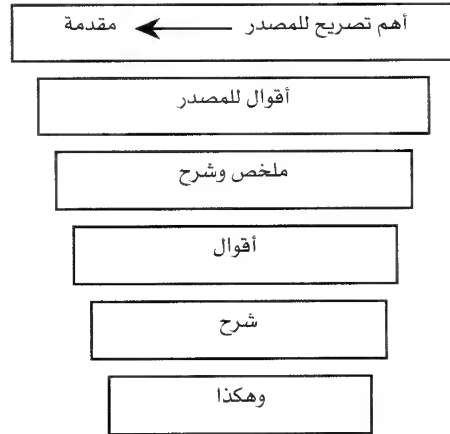 أهم تصريح للمصدر مقدمة
أقوال للمصدر
ملخص وشرح
أقوال
شرح
وهكذا